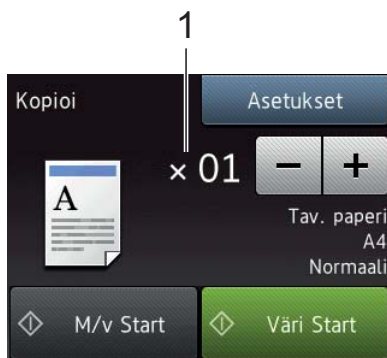 1
Kopioi
Asetukset
× 01 − +
A
Tav. paperi
A4
Normaali
M/v Start
Väri Start